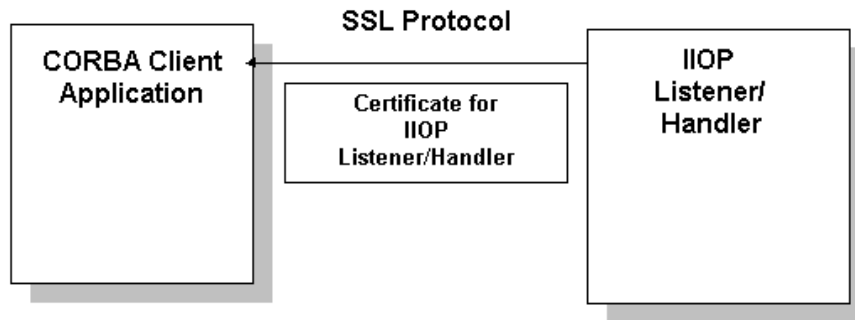 SSL Protocol
CORBA Client
Application
Certificate for
IIOP
Listener/Handler
IIOP
Listener/
Handler